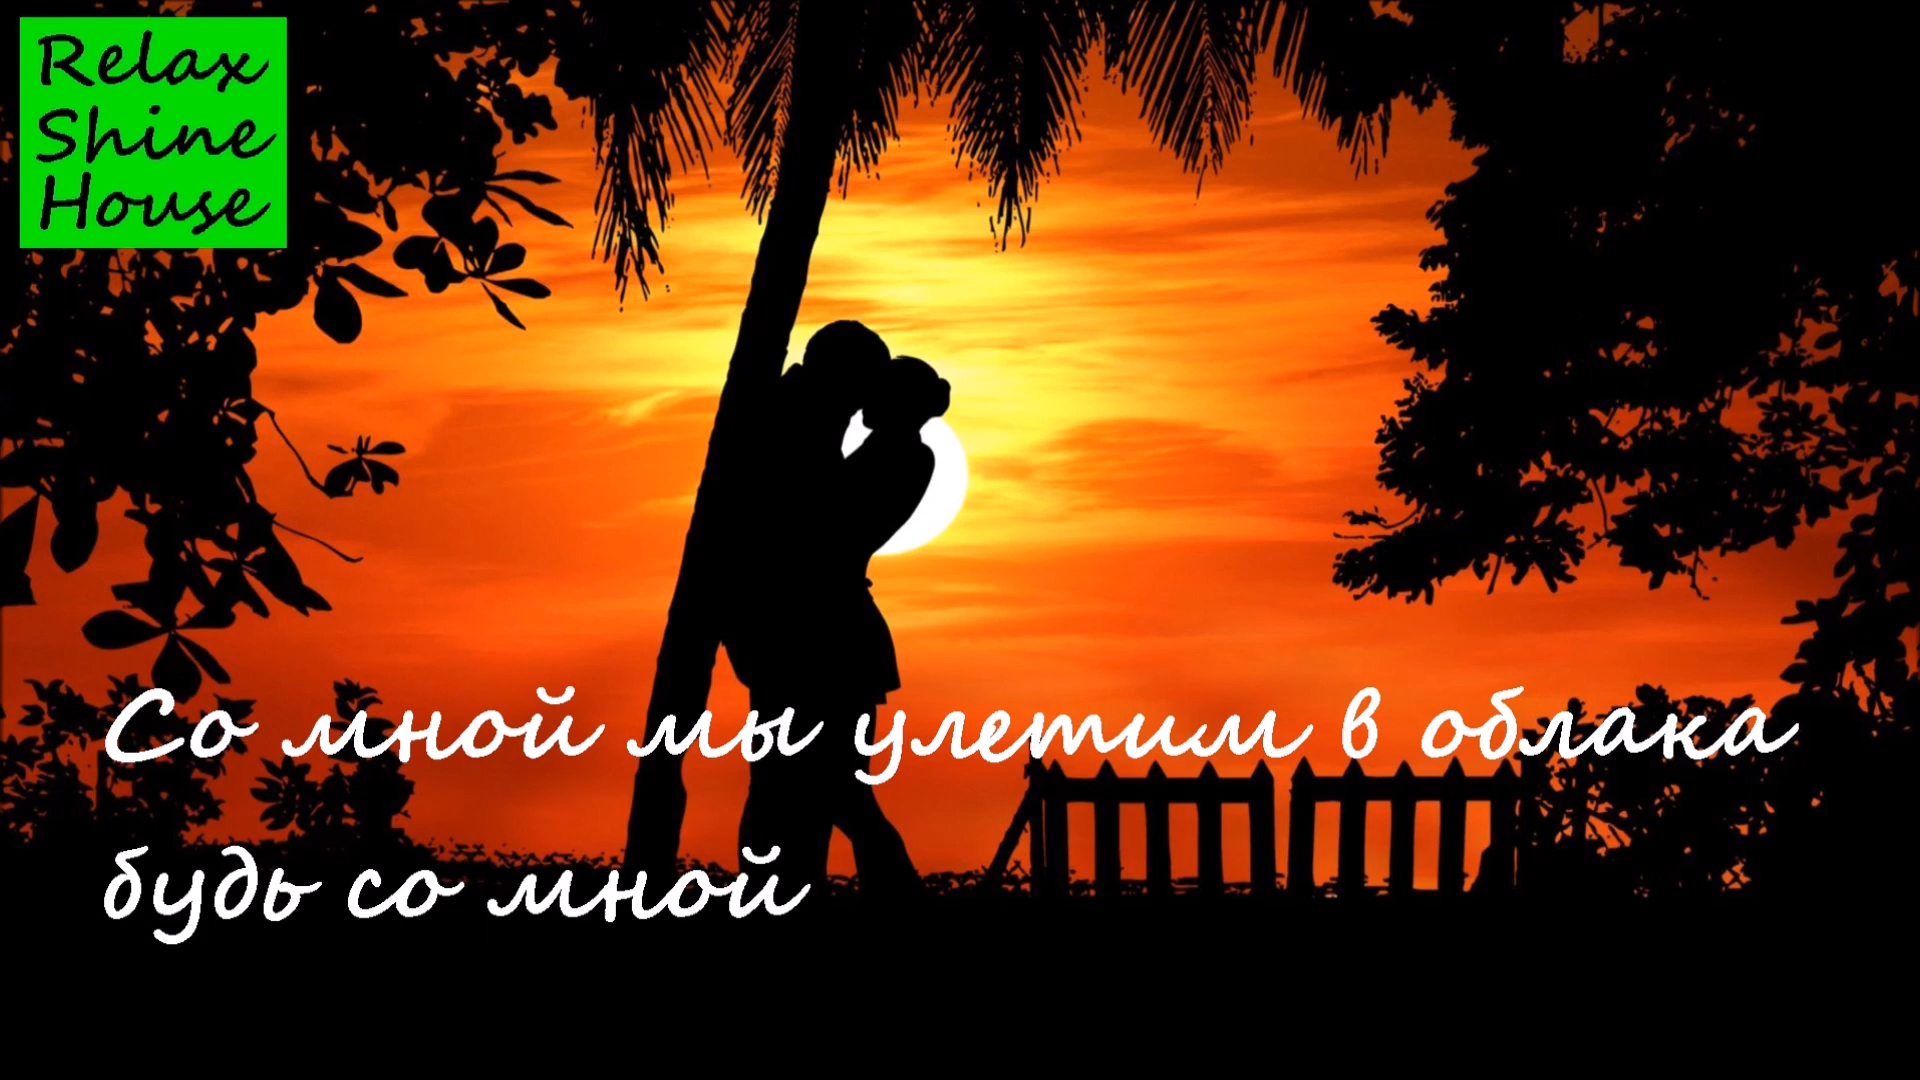 Relax
Shine
House
Со мной мы улетим в облака
будь со мной